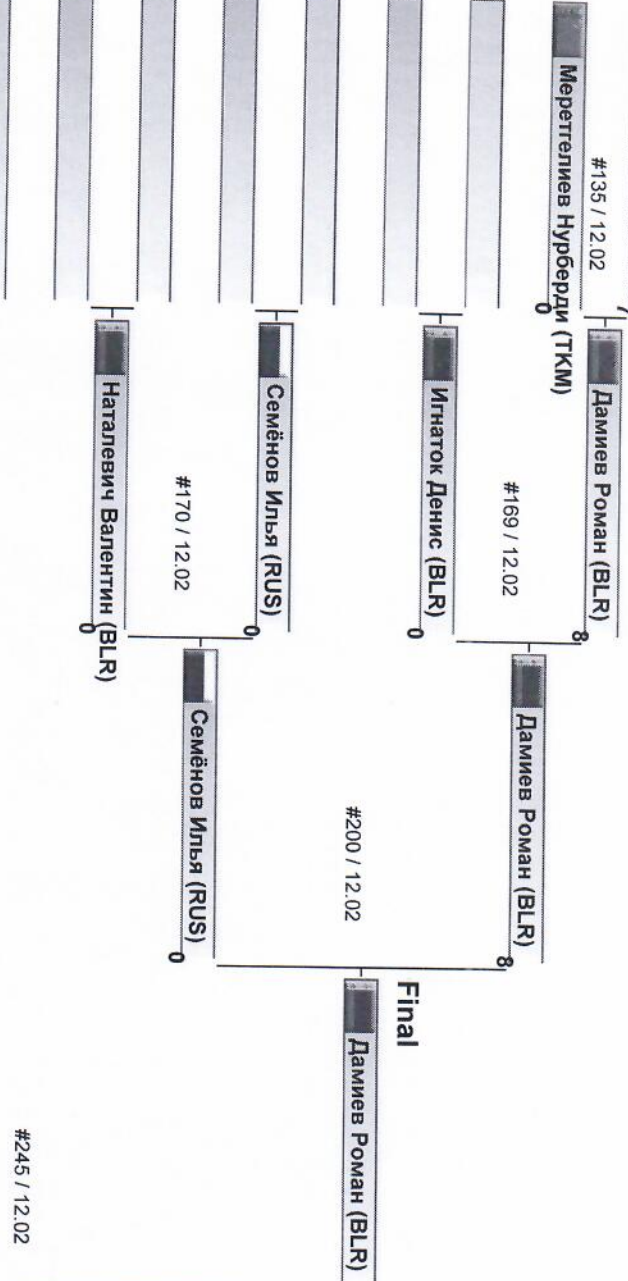 #135 / 12.02
Меретгелиев Нурберди (TKM)
0
Дамиев Роман (BLR)
8
#169 / 12.02
Игнаток Денис (BLR)
0
Семёнов Илья (RUS)
0
#170 / 12.02
Наталевич Валентин (BLR)
0
Дамиев Роман (BLR)
8
#200 / 12.02
Семёнов Илья (RUS)
0
Final
Дамиев Роман (BLR)
#245 / 12.02